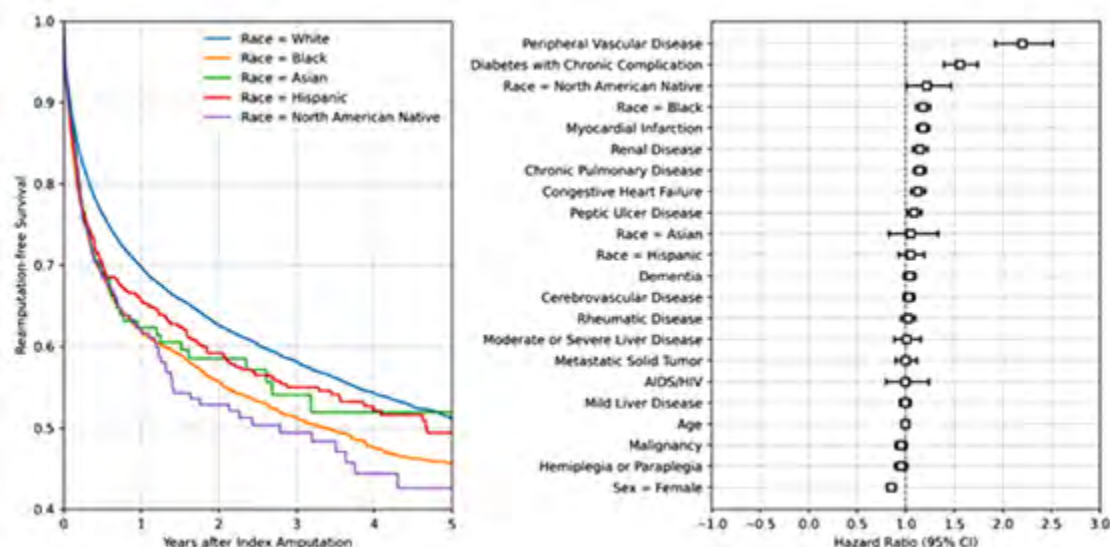 1.0
0.9
0.8
0.7
0.6
0.5
0.4
Reamputation-free Survival
0
1
2
3
4
5
Years after Index Amputation
Race = White
Race = Black
Race = Asian
Race = Hispanic
Race = North American Native
Peripheral Vascular Disease
Diabetes with Chronic Complication
Race = North American Native
Race = Black
Myocardial Infarction
Renal Disease
Chronic Pulmonary Disease
Congestive Heart Failure
Peptic Ulcer Disease
Race = Asian
Race = Hispanic
Dementia
Cerebrovascular Disease
Rheumatic Disease
Moderate or Severe Liver Disease
Metastatic Solid Tumor
AIDS/HIV
Mild Liver Disease
Age
Malignancy
Hemiplegia or Paraplegia
Sex = Female
−1.0
−0.5
0.0
0.5
1.0
1.5
2.0
2.5
3.0
Hazard Ratio (95% CI)